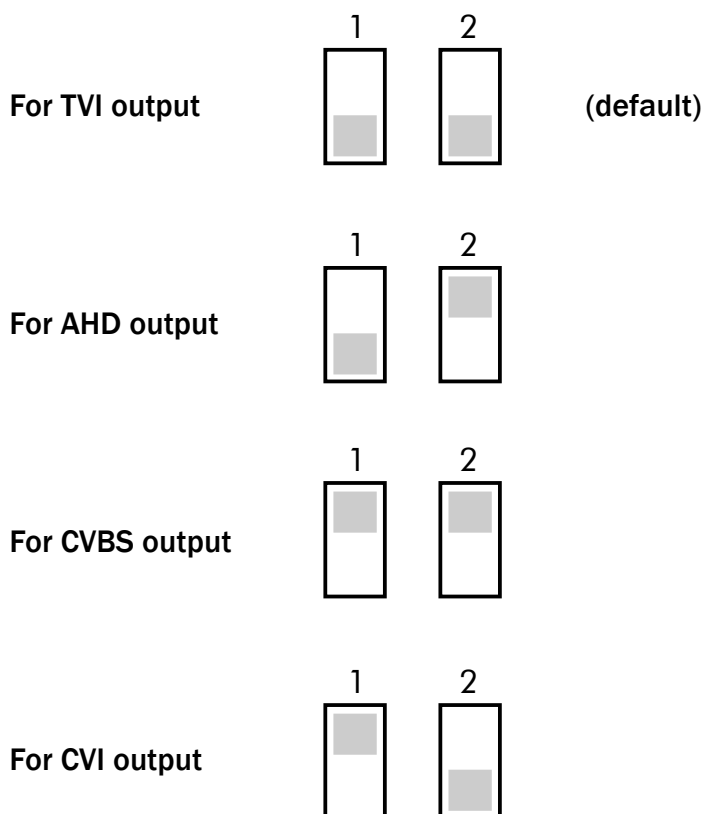 1 2
For TVI output (default)
1 2
For AHD output
1 2
For CVBS output
1 2
For CVI output